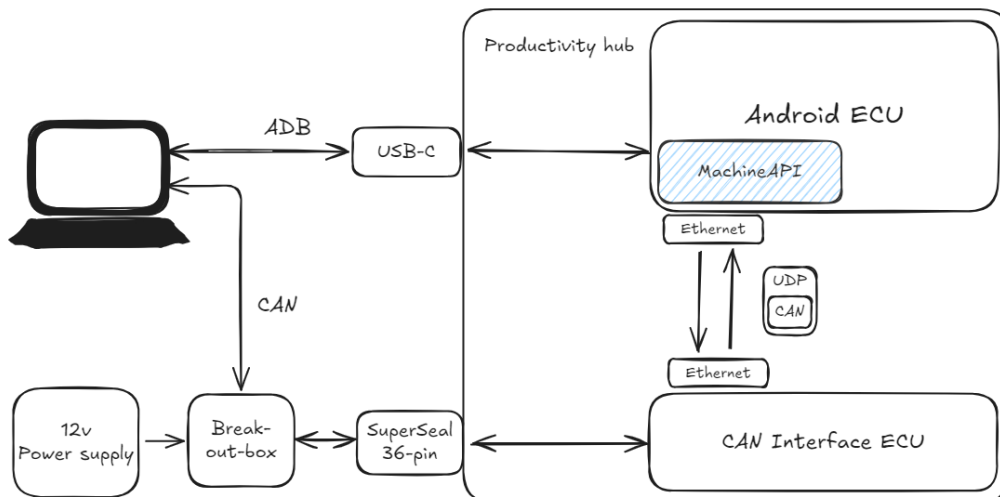 Productivity hub
Android ECU
ADB
USB-C
MachineAPI
Ethernet
UDP
CAN
CAN
Ethernet
12v
Power supply
Break-
out-box
SuperSeal
36-pin
CAN Interface ECU